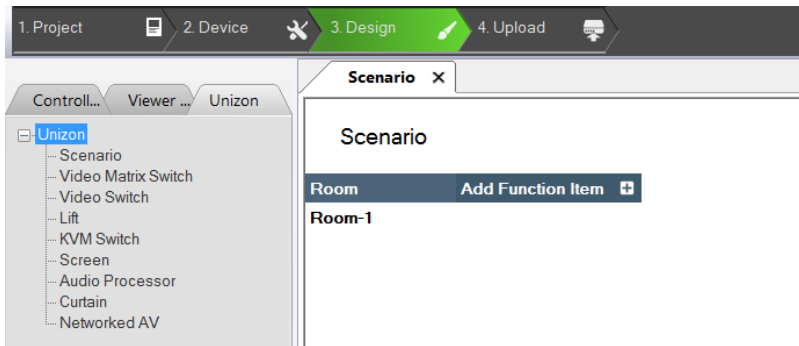 1. Project 2. Device 3. Design 4. Upload
Scenario X
Controll... Viewer ... Unizon
Unizon
Scenario
Video Matrix Switch
Video Switch
Lift
KVM Switch
Screen
Audio Processor
Curtain
Networked AV
Scenario
Room Add Function Item
Room-1